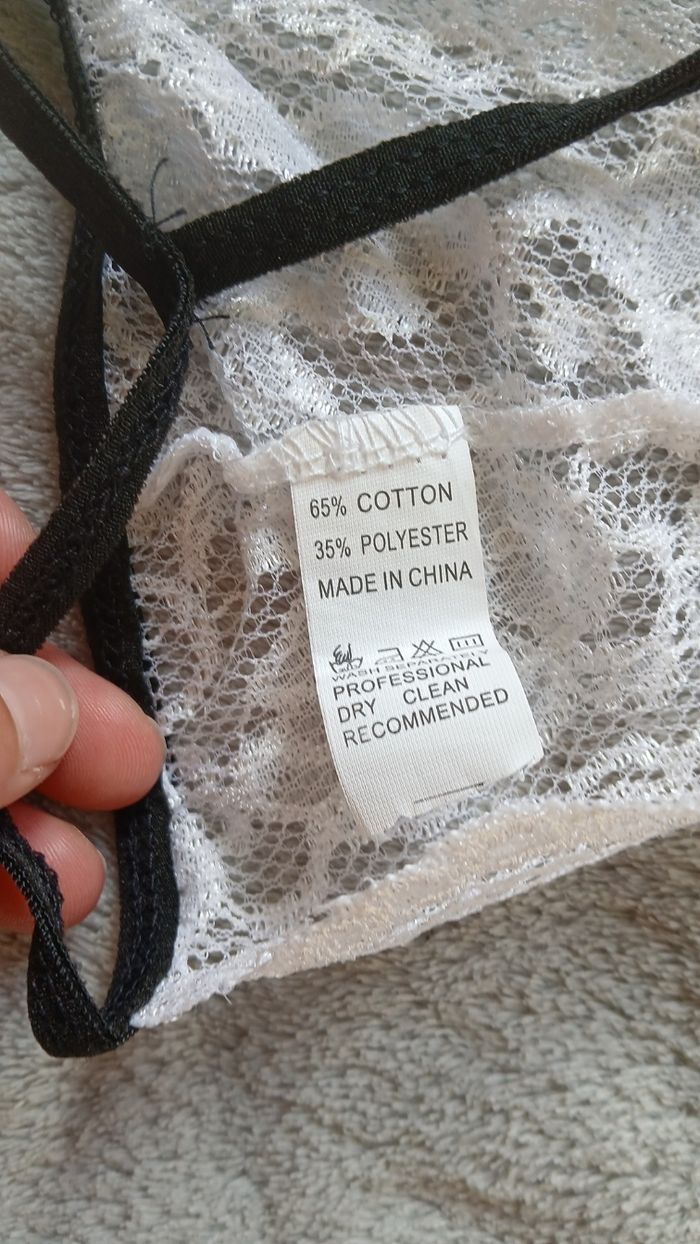 65% COTTON
35% POLYESTER
MADE IN CHINA
WASH SEPARATELY
PROFESSIONAL
DRY CLEAN
RECOMMENDED